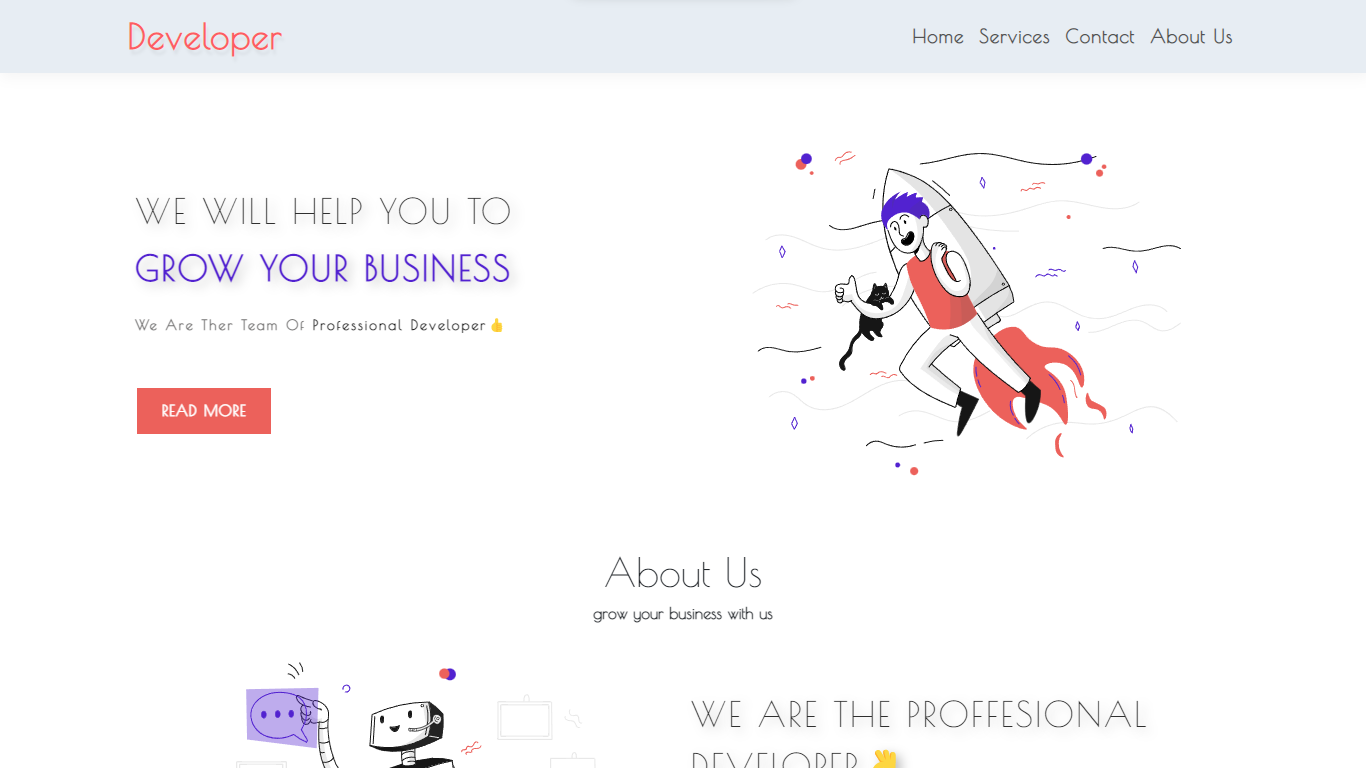 Developer
Home Services Contact About Us
WE WILL HELP YOU TO
GROW YOUR BUSINESS
We Are Ther Team Of Professional Developer👍
READ MORE
About Us
grow your business with us
WE ARE THE PROFFESIONAL
DEVELOPER